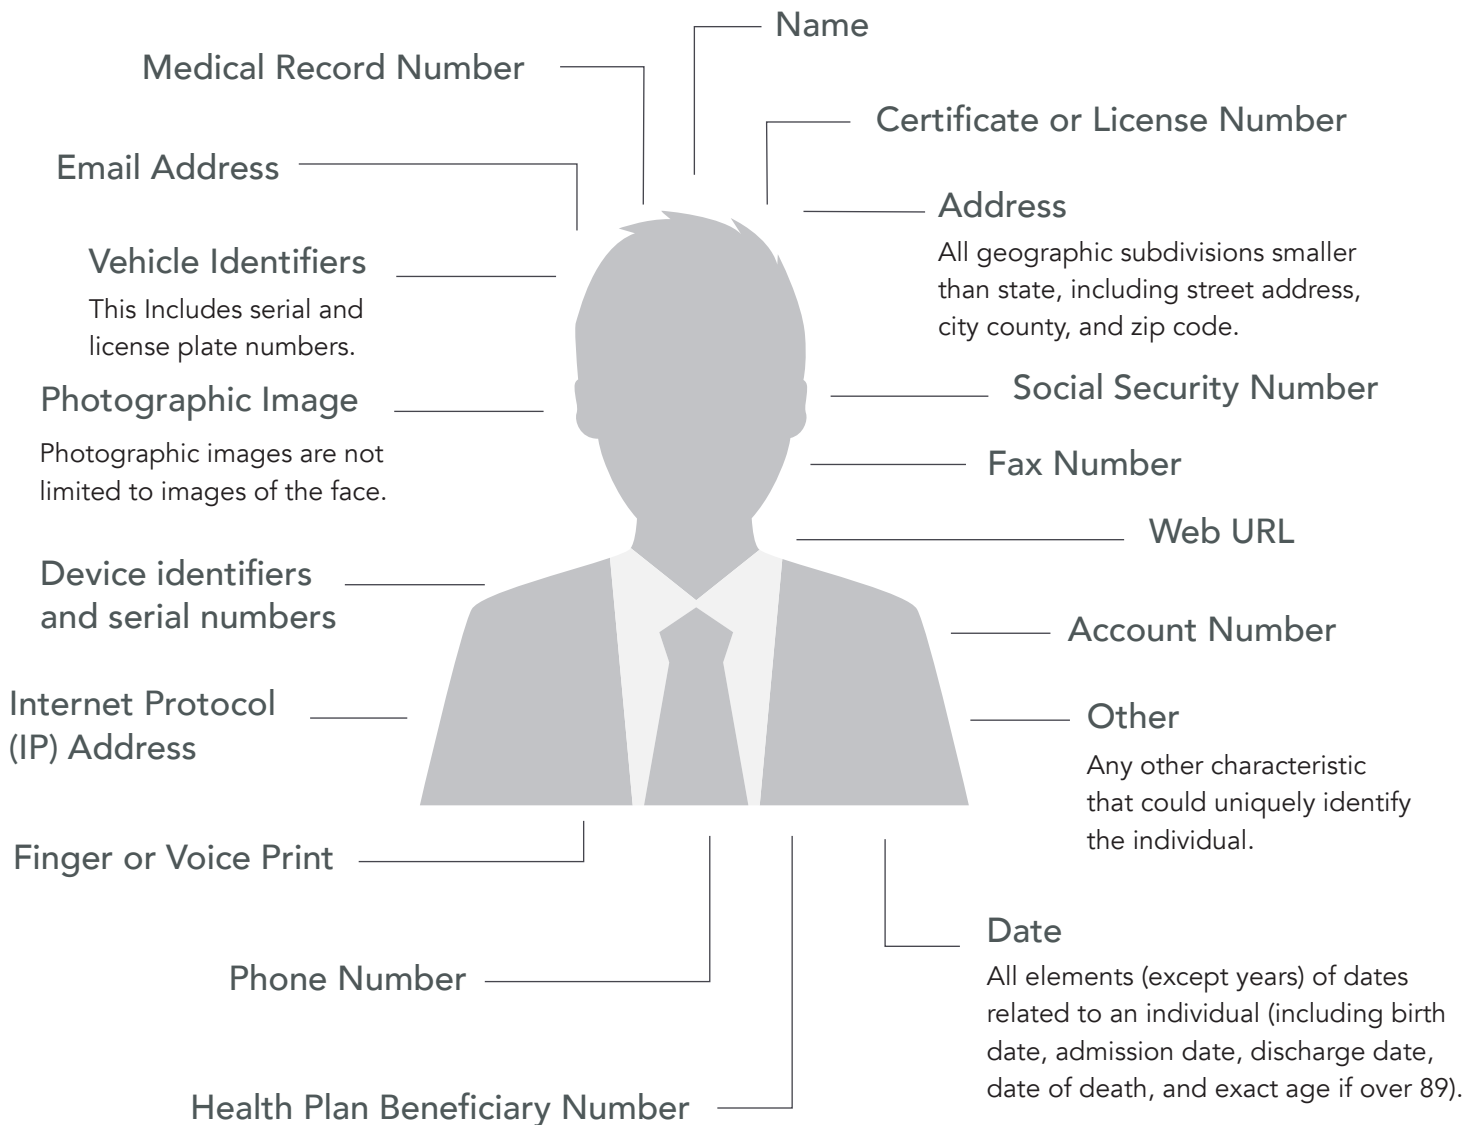 Name
Medical Record Number
Certificate or License Number
Email Address
Address
All geographic subdivisions smaller
than state, including street address,
city county, and zip code.
Vehicle Identifiers
This Includes serial and
license plate numbers.
Photographic Image
Photographic images are not
limited to images of the face.
Social Security Number
Fax Number
Web URL
Device identifiers
and serial numbers
Account Number
Internet Protocol
(IP) Address
Other
Any other characteristic
that could uniquely identify
the individual.
Finger or Voice Print
Date
All elements (except years) of dates
related to an individual (including birth
date, admission date, discharge date,
date of death, and exact age if over 89).
Phone Number
Health Plan Beneficiary Number